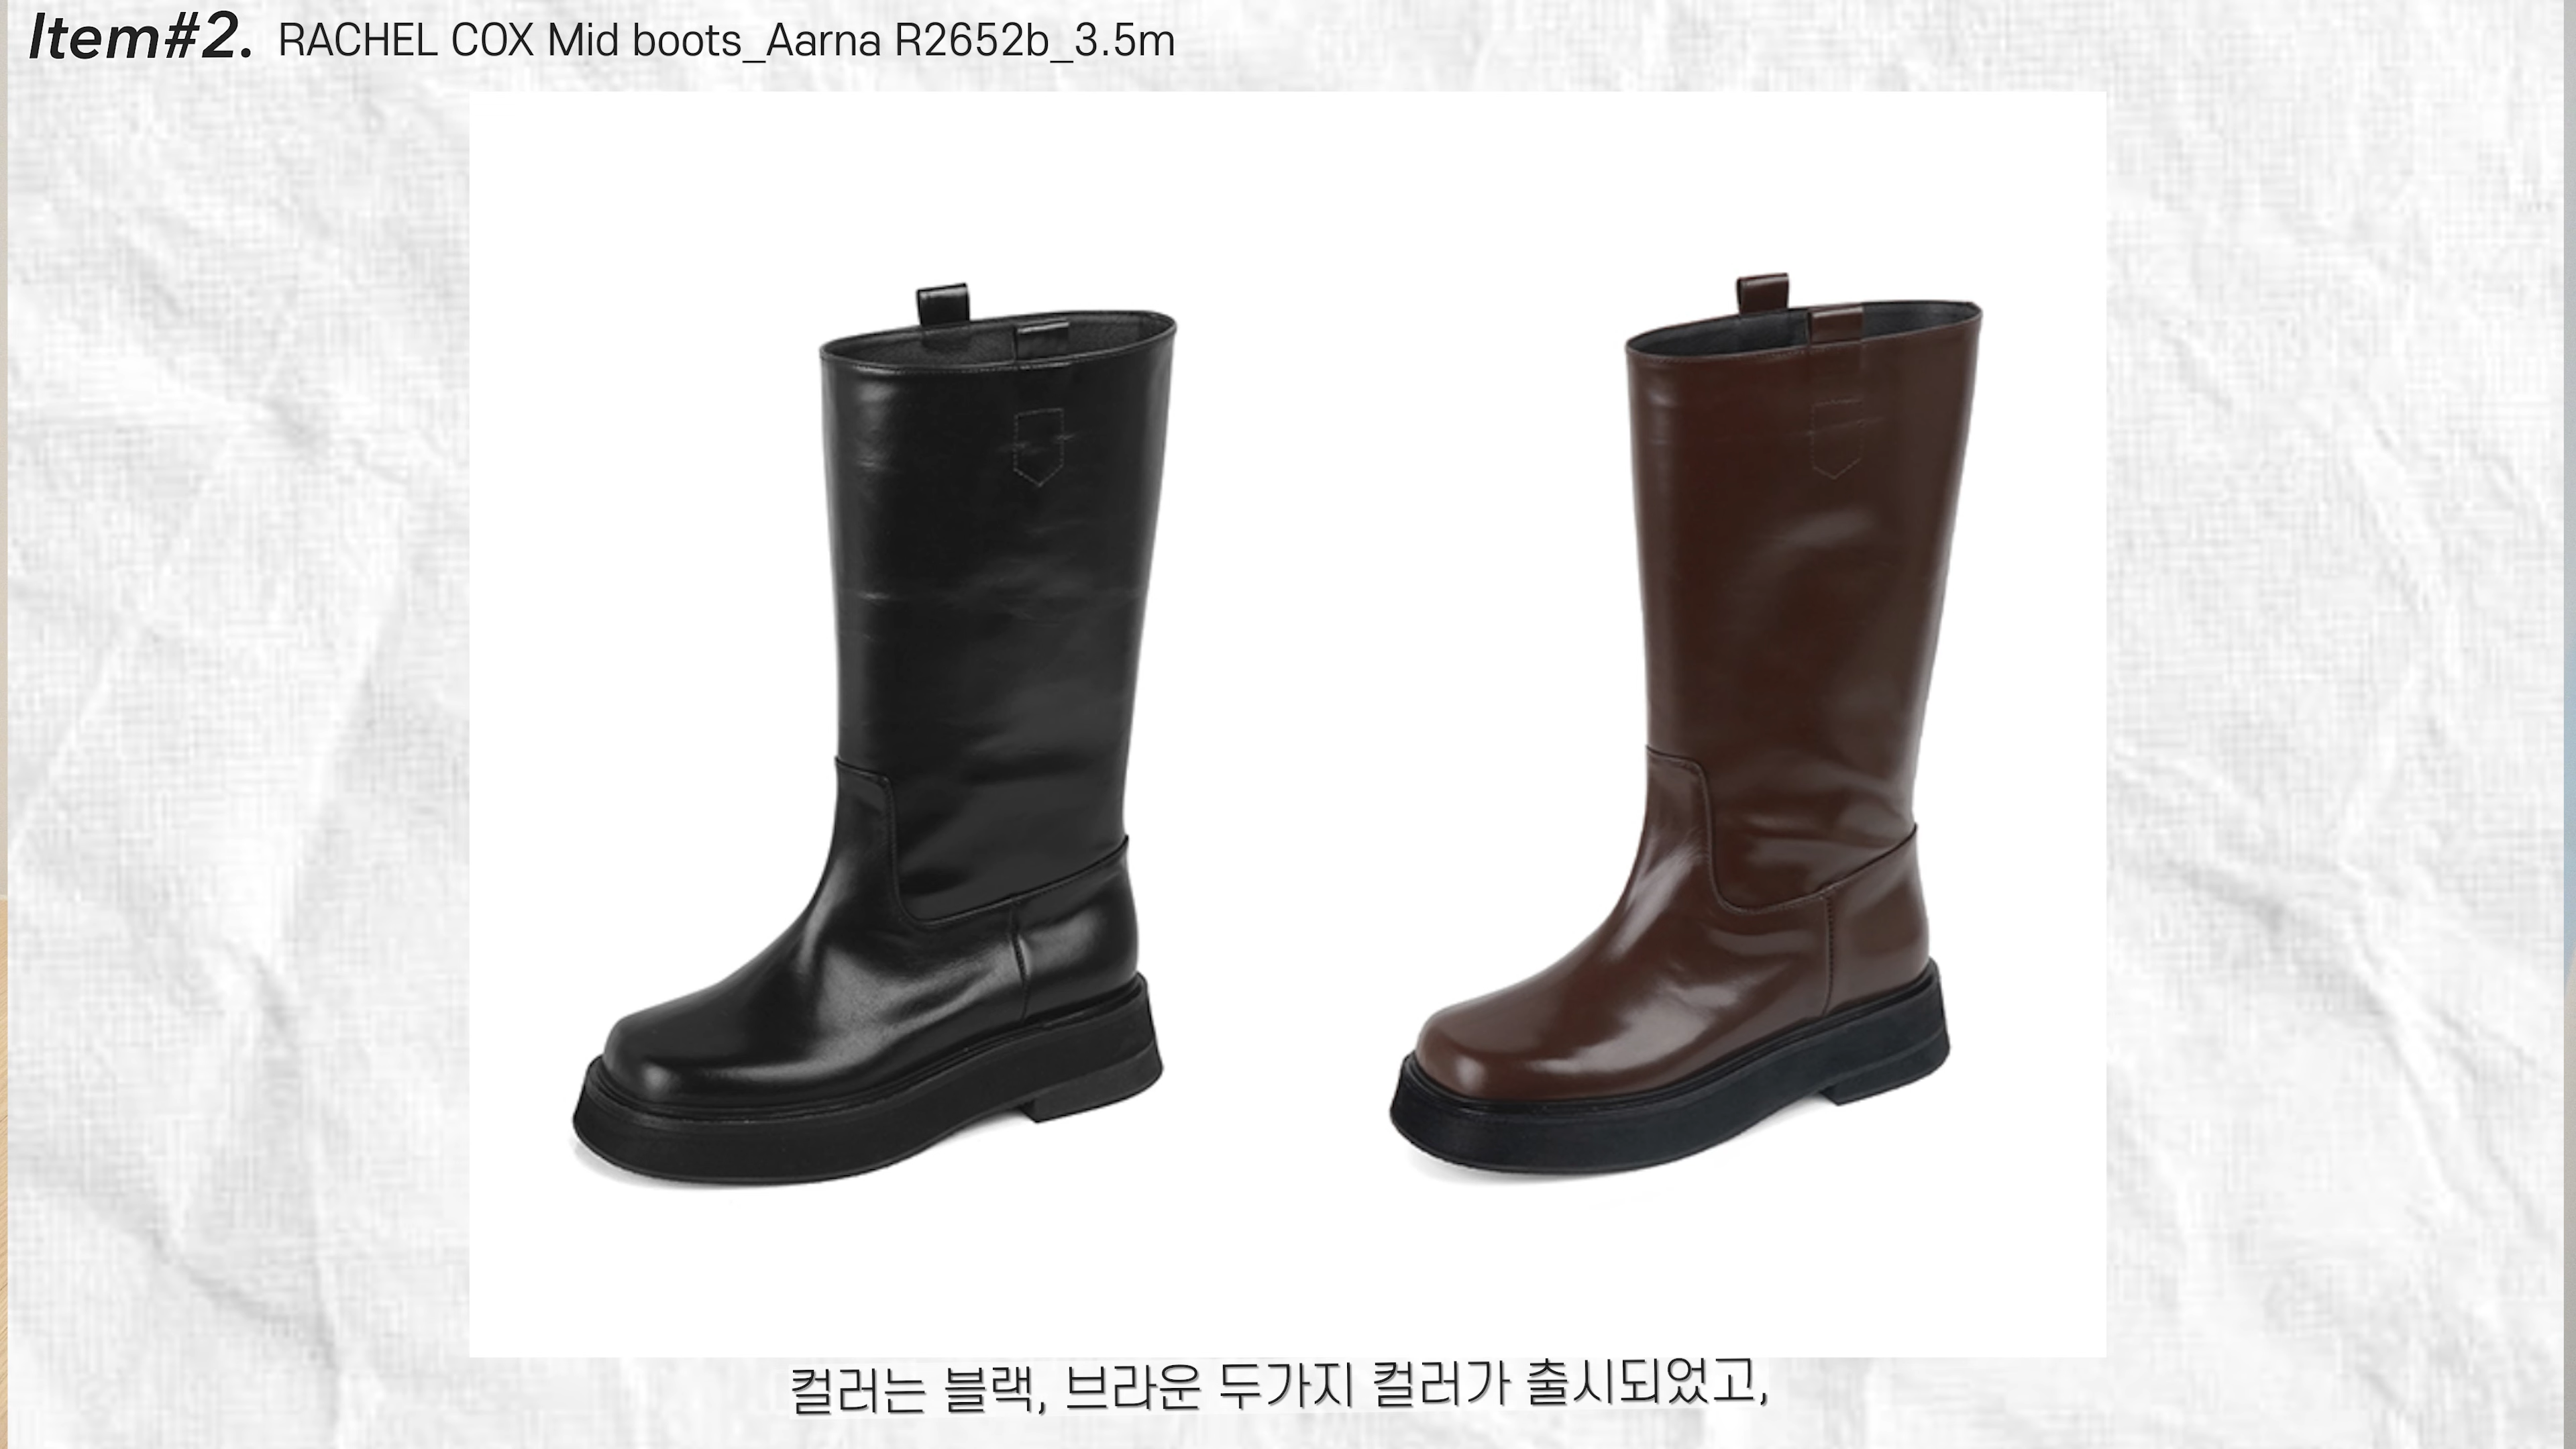 Item#2. RACHEL COX Mid boots_Aarna R2652b_3.5m
컬러는 블랙, 브라운 두가지 컬러가 출시되었고,